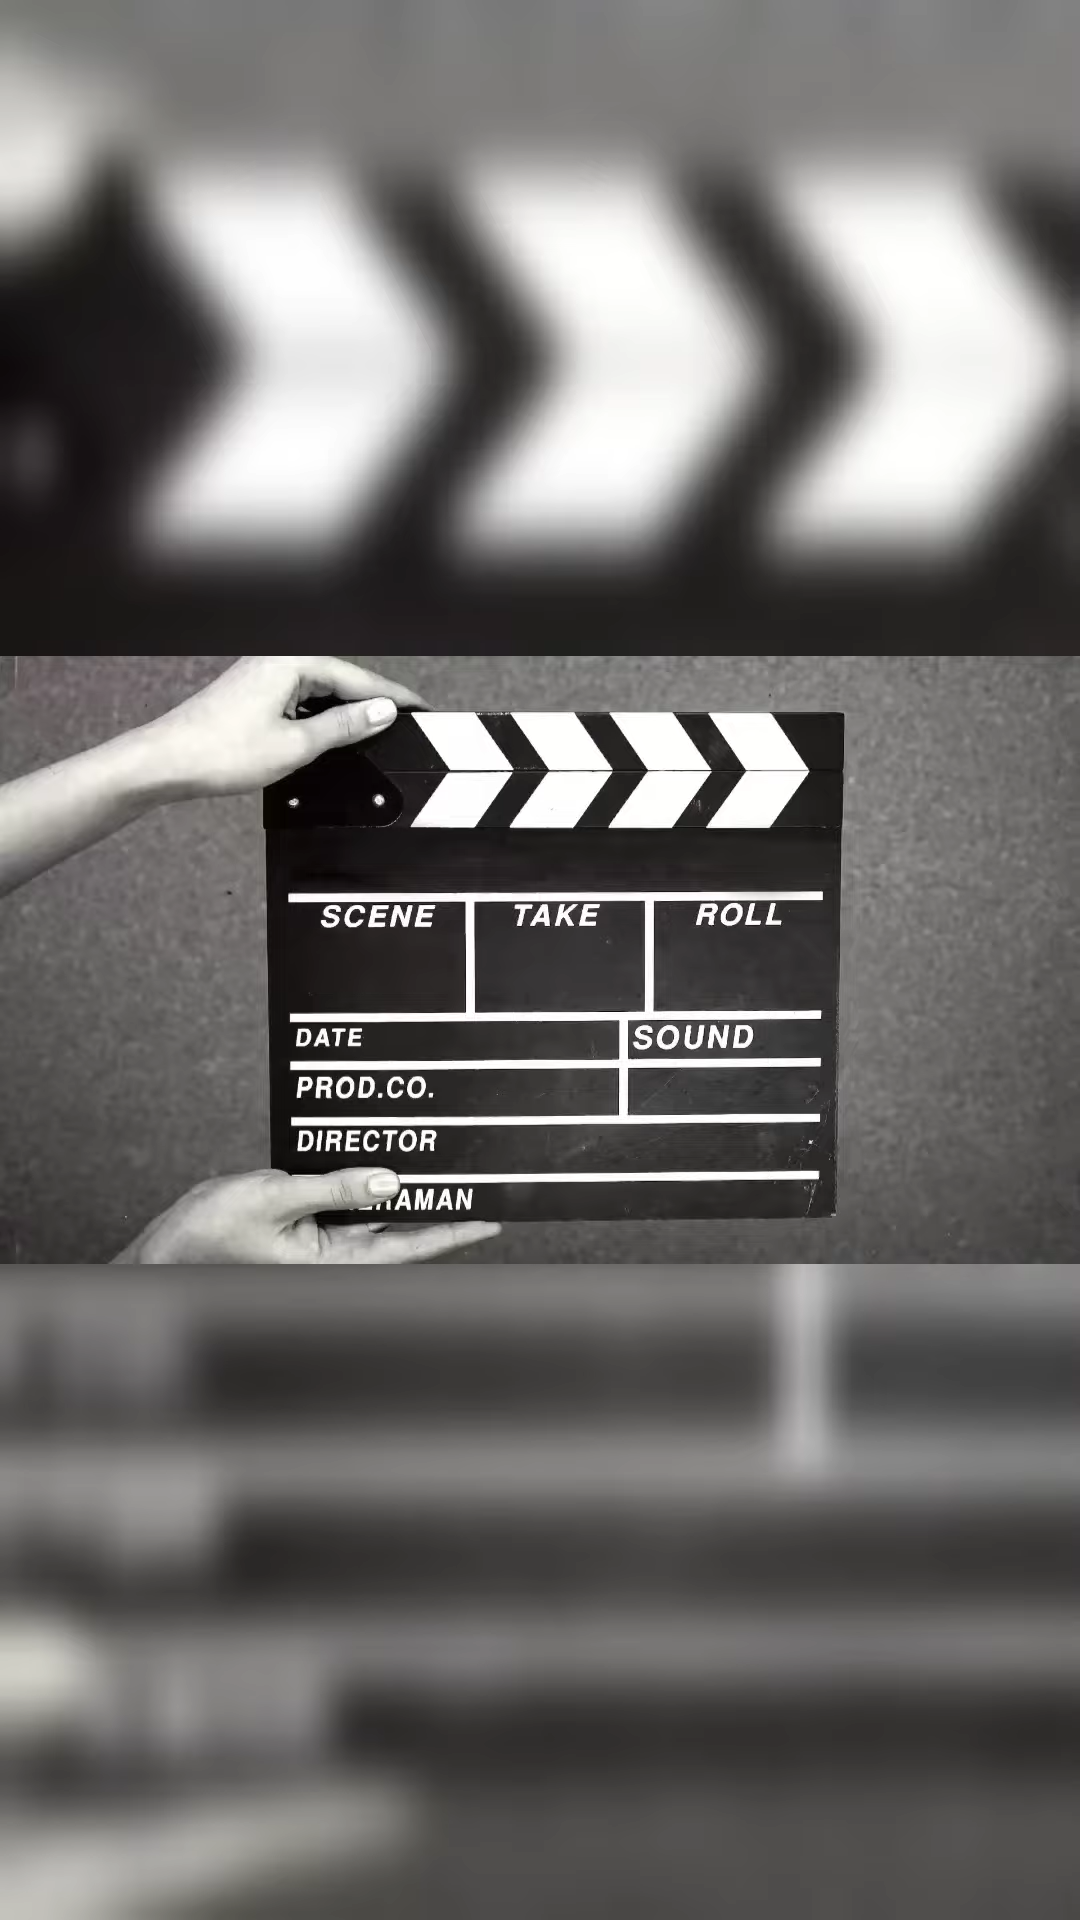 SCENE TAKE ROLL
DATE SOUND
PROD.CO.
DIRECTOR